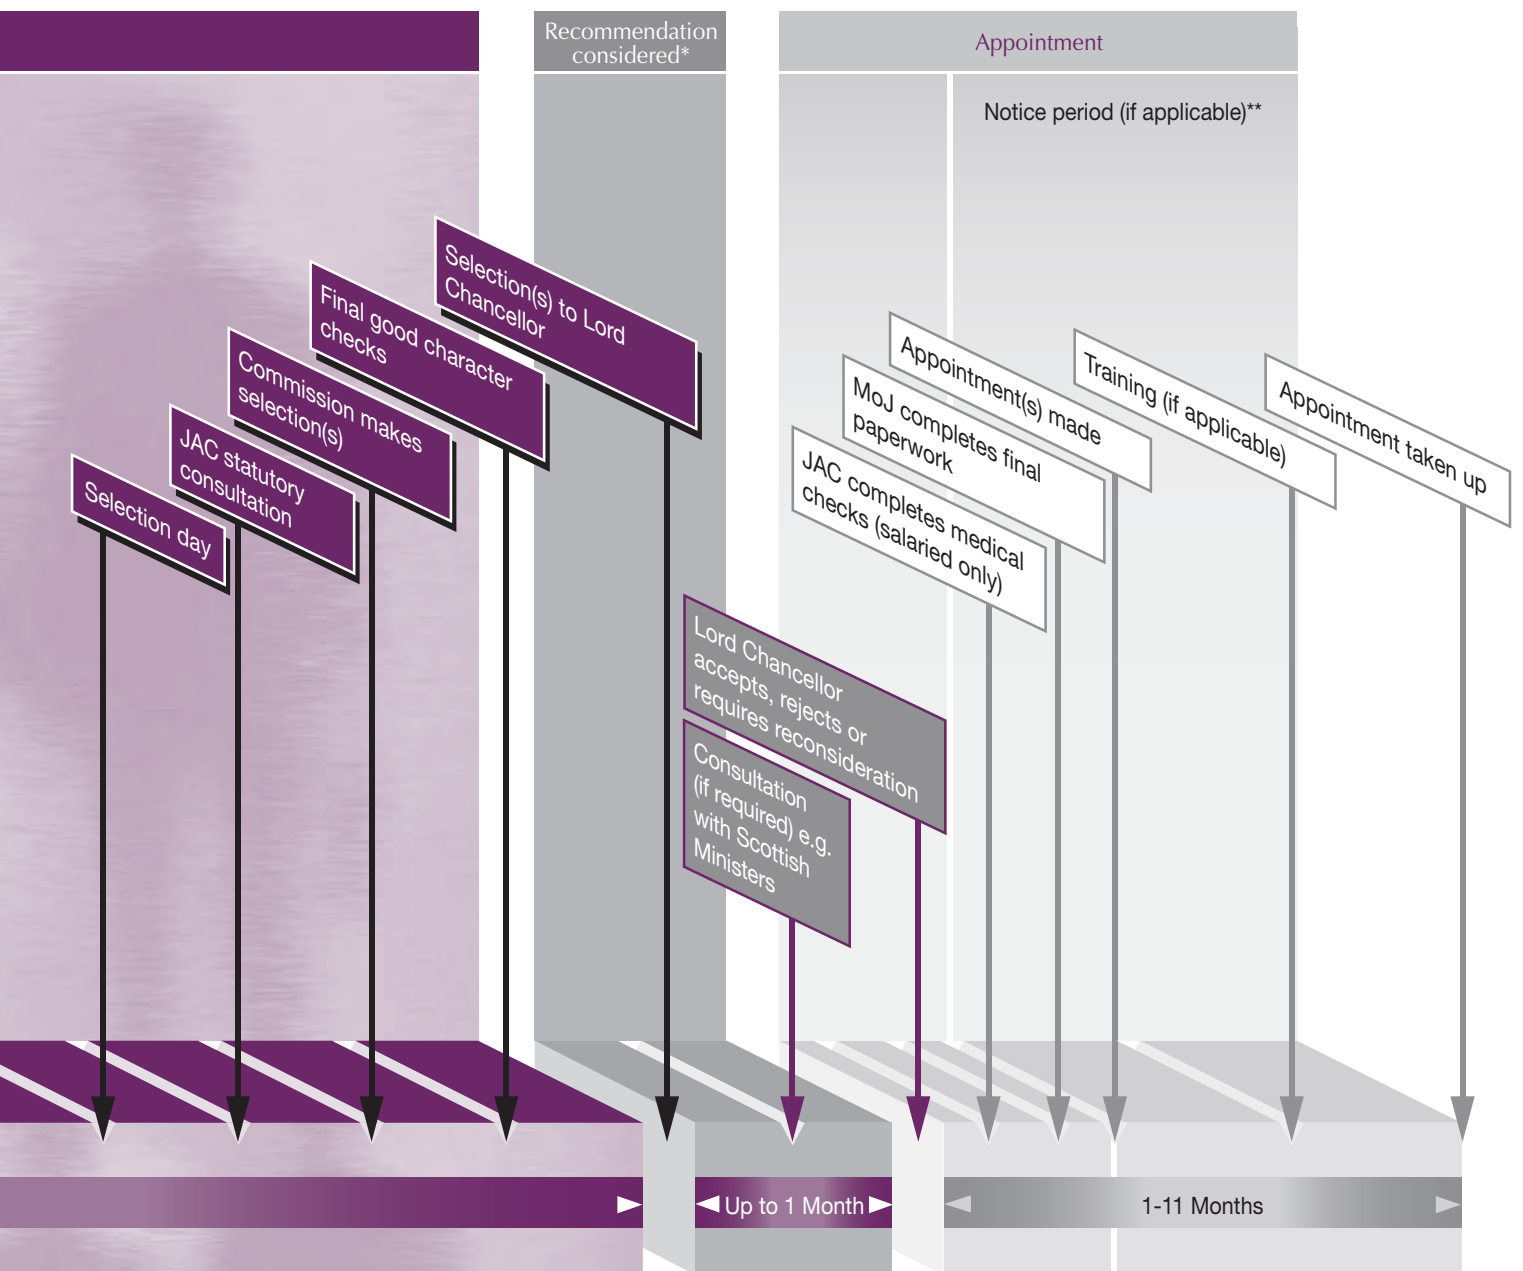 Recommendation
considered*
Appointment
Notice period (if applicable)**
Selection day
JAC statutory
consultation
Commission makes
selection(s)
Final good character
checks
Selection(s) to Lord
Chancellor
Lord Chancellor
accepts, rejects or
requires reconsideration
Consultation
(if required) e.g.
with Scottish
Ministers
JAC completes medical
checks (salaried only)
MoJ completes final
paperwork
Appointment(s) made
Training (if applicable)
Appointment taken up
Up to 1 Month
1-11 Months